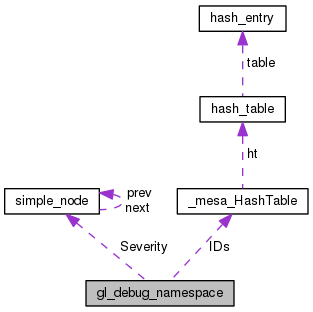 hash_entry
table
hash_table
ht
prev
next
simple_node
_mesa_HashTable
Severity
IDs
gl_debug_namespace